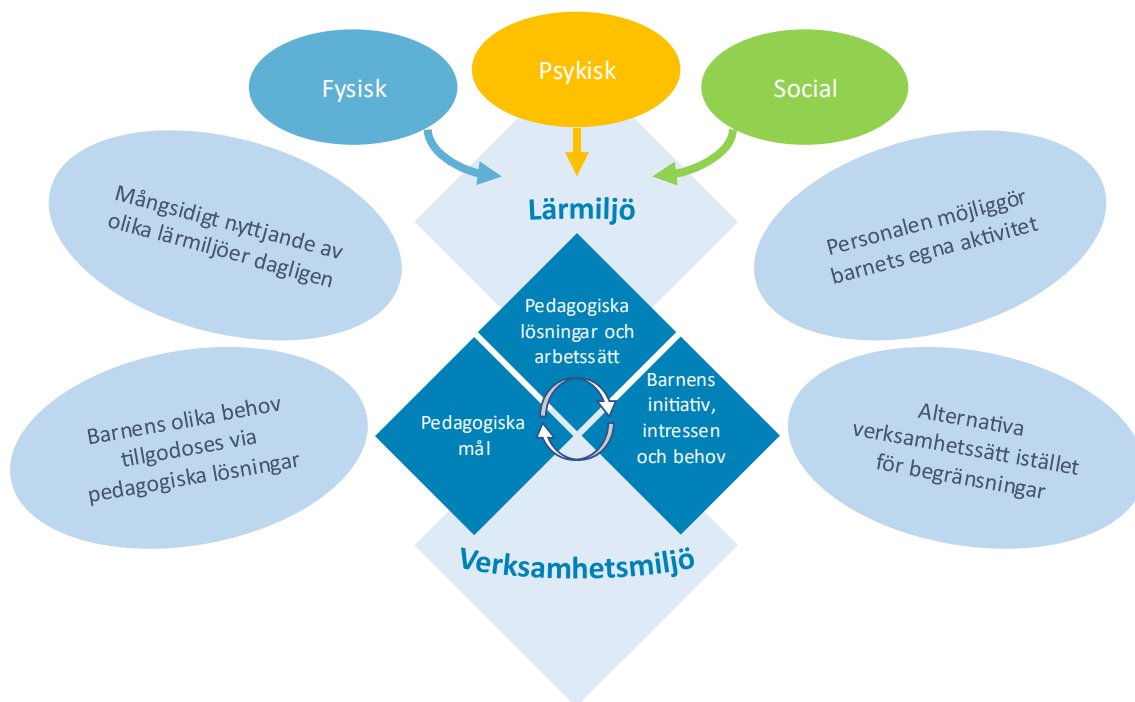 Fysisk
Psykisk
Social
Mångsidigt nyttjande av
olika lärmiljöer dagligen
Lärmiljö
Personalen möjliggör
barnets egna aktivitet
Pedagogiska
lösningar och
arbetssätt
Barnens olika behov
tillgodoses via
pedagogiska lösningar
Pedagogiska
mål
Barnens
initiativ,
intressen
och behov
Alternativa
verksamhetssätt istället
för begränsningar
Verksamhetsmiljö